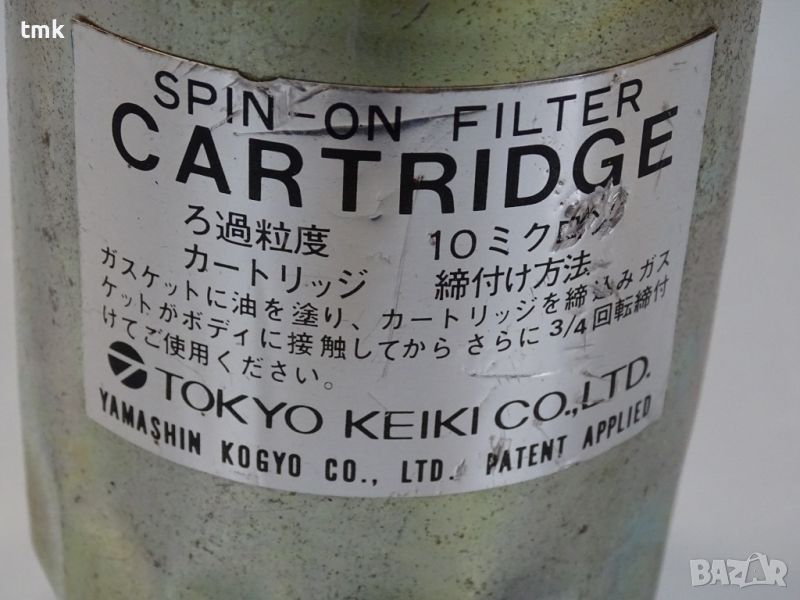 tmk
SPIN-ON FILTER
CARTRIDGE
ろ過粒度 10ミクロン
カートリッジ 締付け方法
ガスケットに油を塗り、カートリッジを締込みガス
ケットがボディに接触してから さらに 3/4回転締付
けてご使用ください。
TOKYO KEIKI CO.,LTD.
YAMASHIN KOGYO CO., LTD. PATENT APPLIED
BAZAR